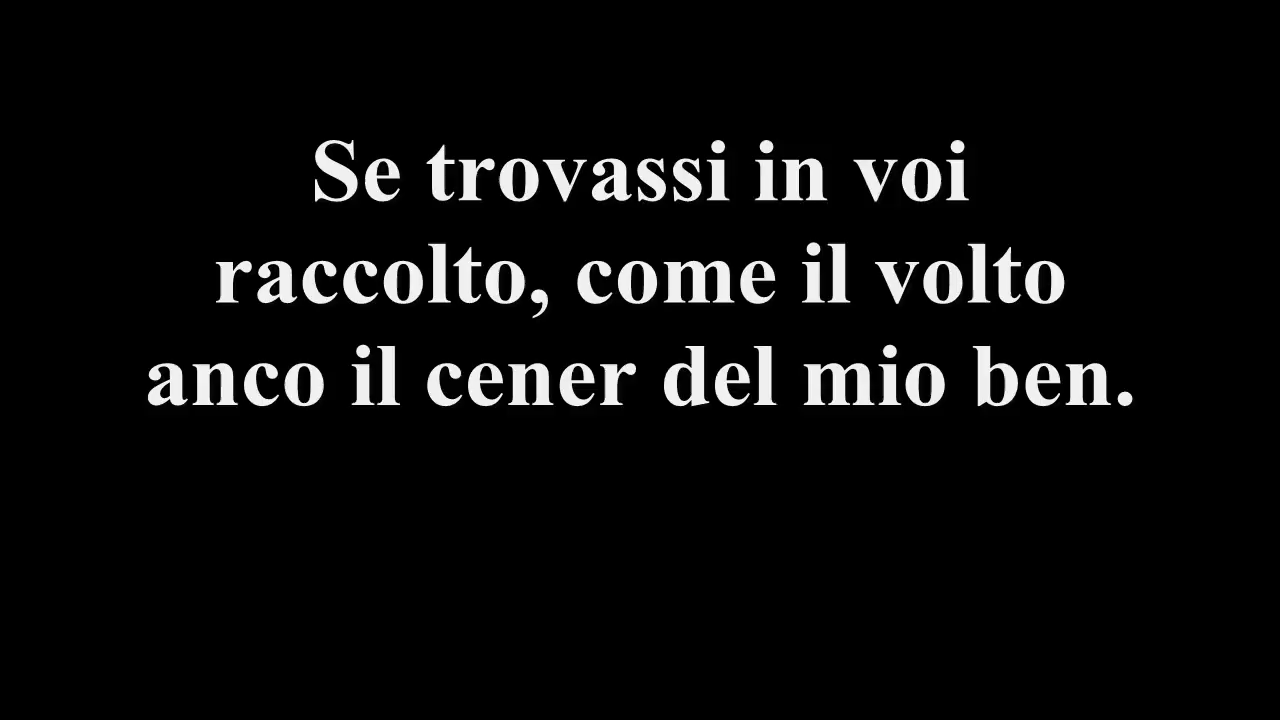 Se trovassi in voi
raccolto, come il volto
anco il cener del mio ben.